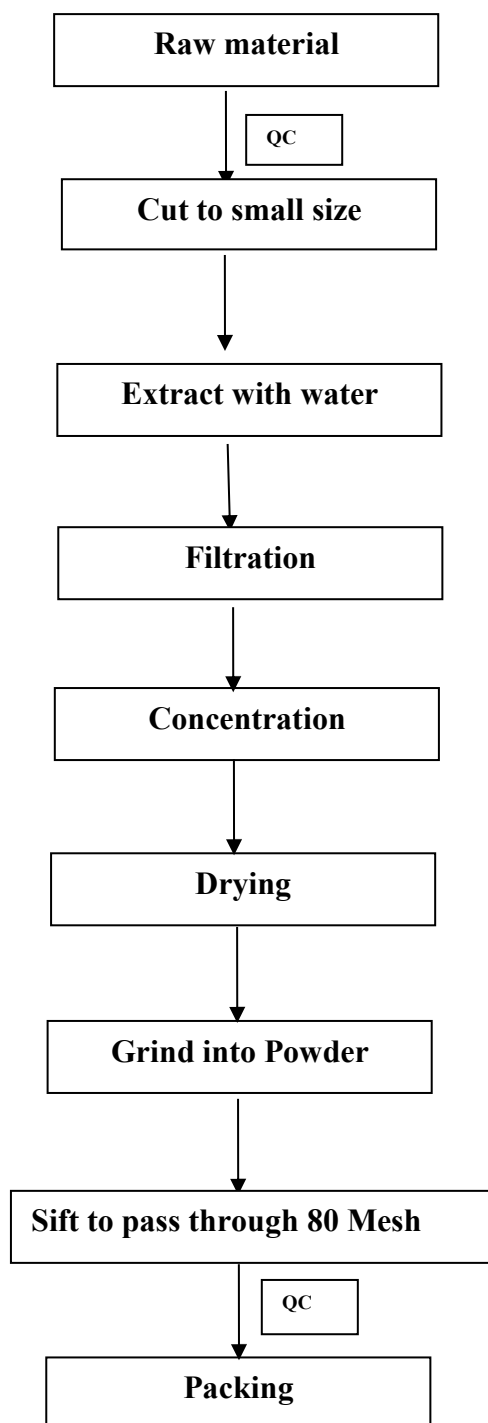 Raw material
QC
Cut to small size
Extract with water
Filtration
Concentration
Drying
Grind into Powder
Sift to pass through 80 Mesh
QC
Packing